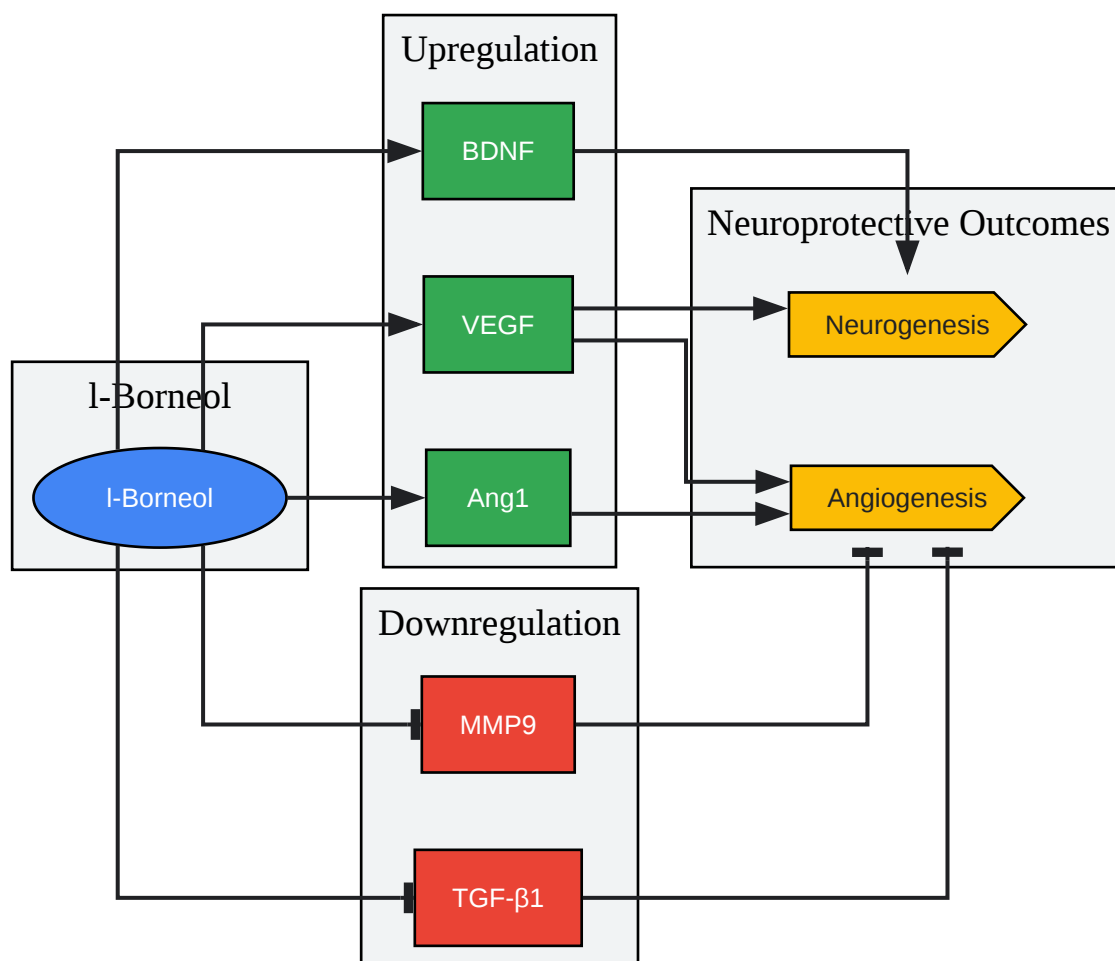 Upregulation
BDNF
Neuroprotective Outcomes
VEGF
Neurogenesis
l-Borneol
l-Borneol
Ang1
Angiogenesis
Downregulation
MMP9
TGF-β1